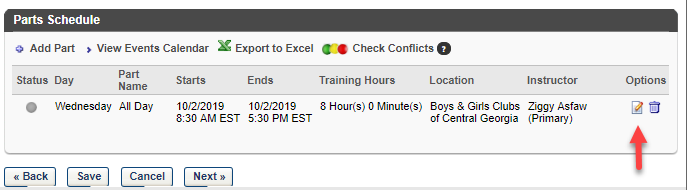 Parts Schedule
Add Part View Events Calendar Export to Excel Check Conflicts ?
Status Day Part Name Starts Ends Training Hours Location Instructor Options
Wednesday All Day 10/2/2019 8:30 AM EST 10/2/2019 5:30 PM EST 8 Hour(s) 0 Minute(s) Boys & Girls Clubs of Central Georgia Ziggy Asfaw (Primary)
« Back Save Cancel Next »